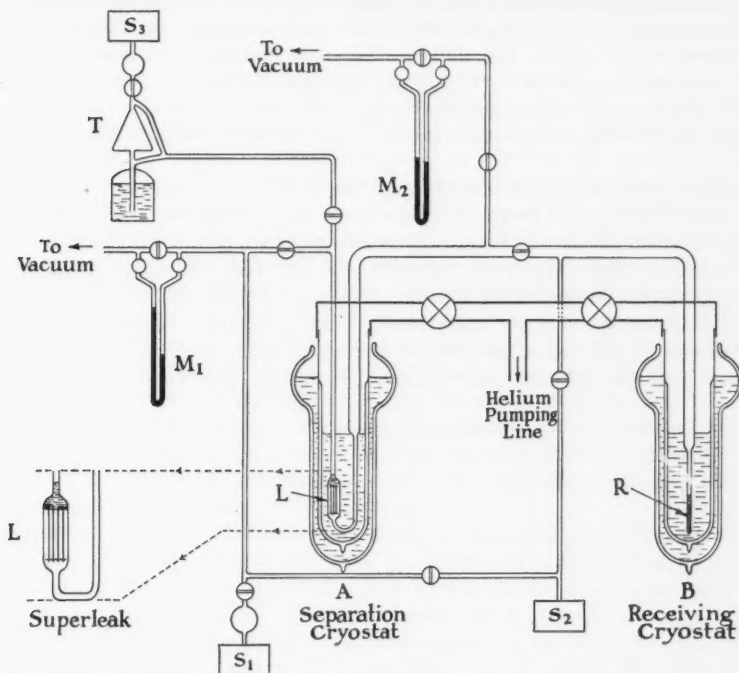 S3
To
Vacuum
T
M2
To
Vacuum
M1
Helium
Pumping
Line
L
R
L
A
B
Superleak
Separation
Cryostat
S2
Receiving
Cryostat
S1